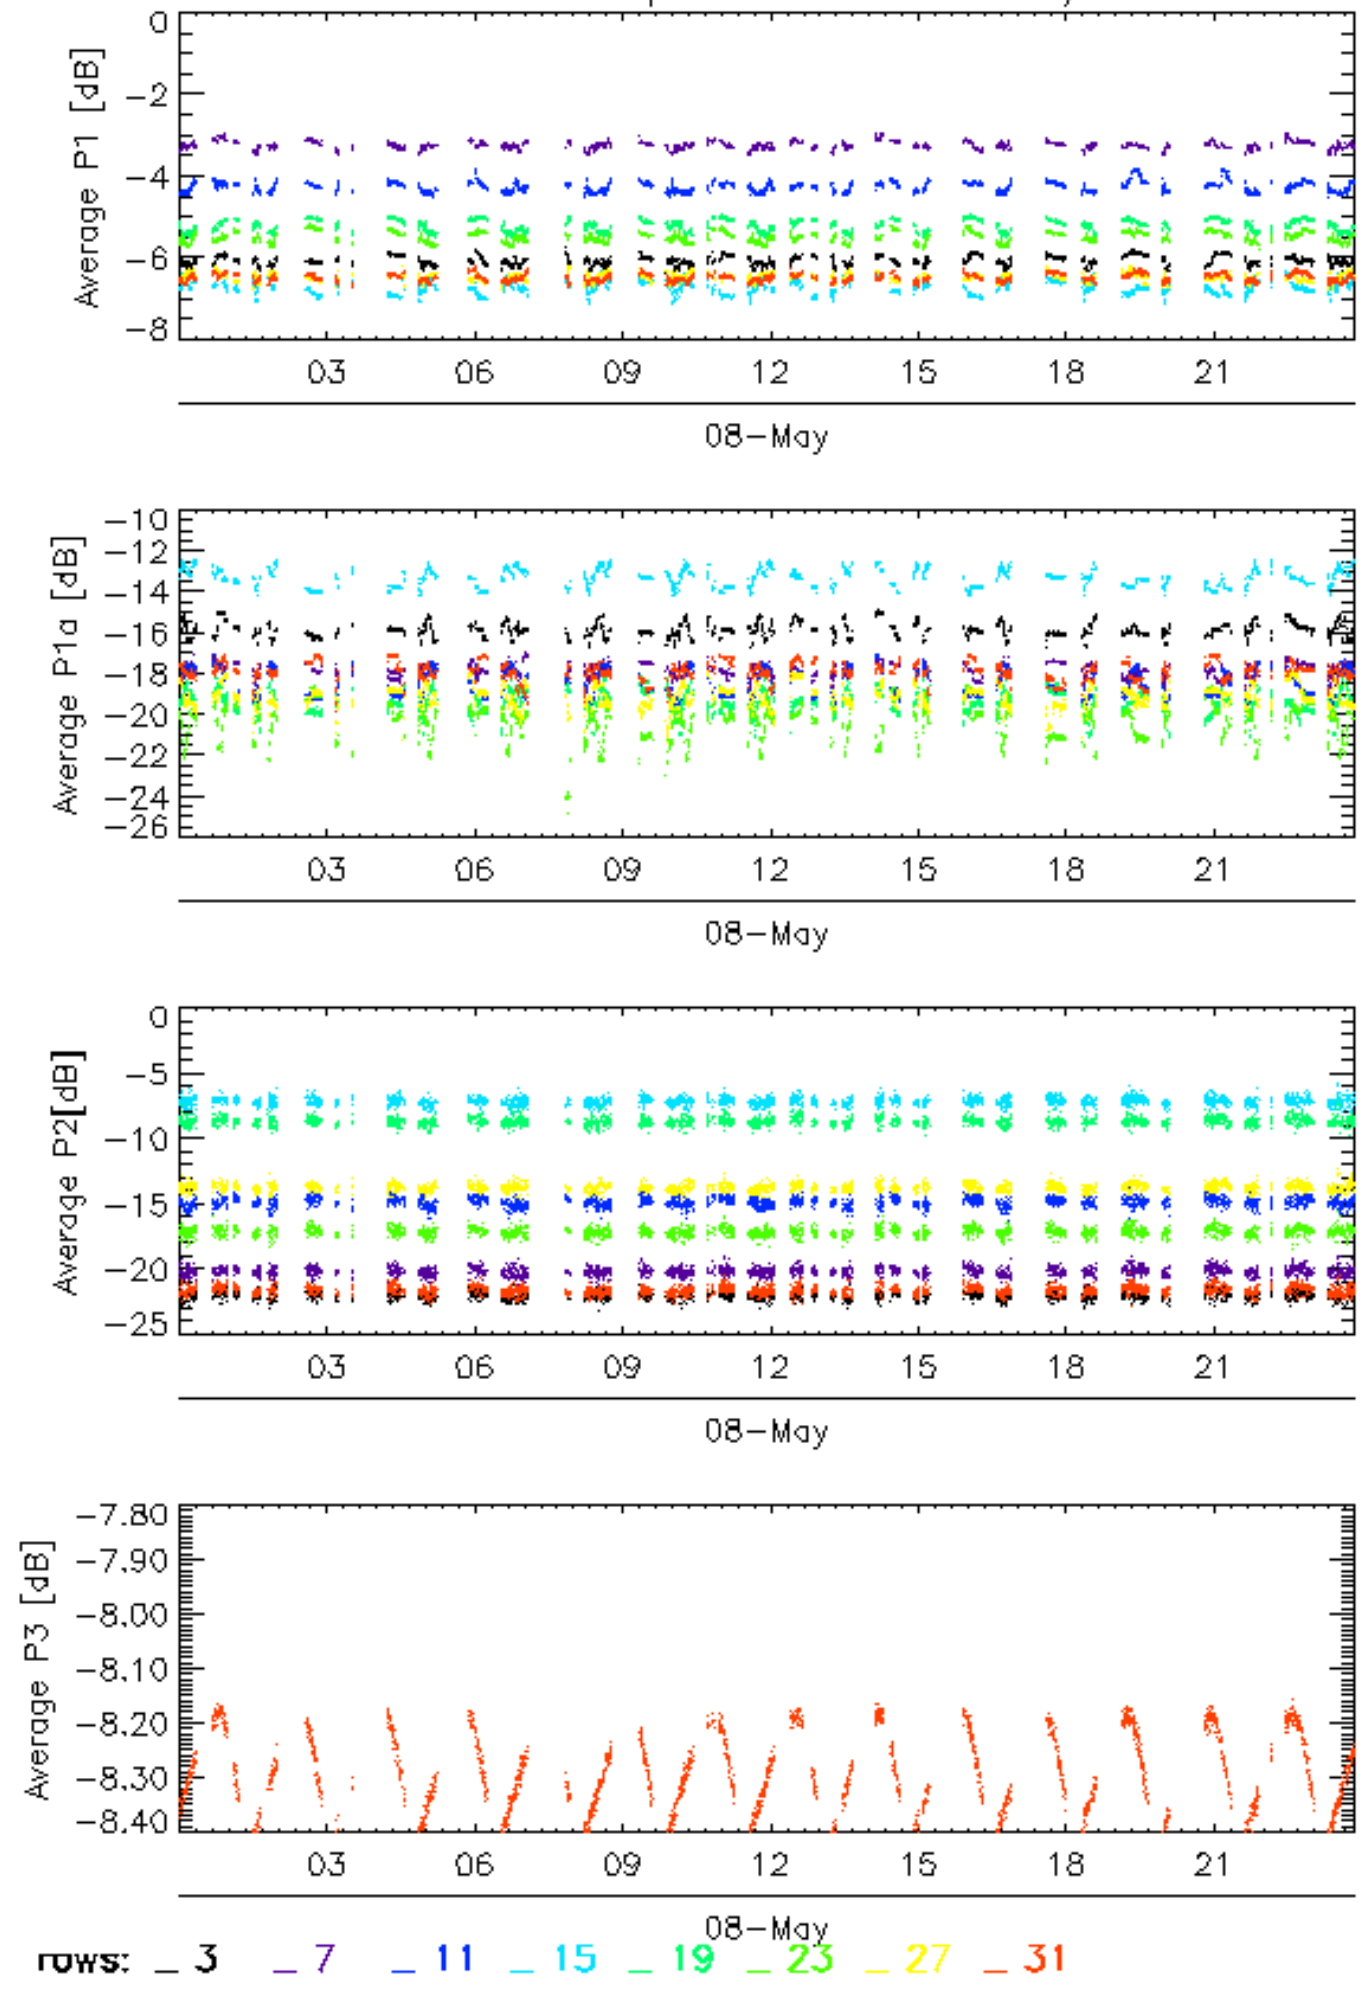 Average P1 [dB]
0
-2
-4
-6
-8
03 06 09 12 15 18 21
08-May
Average P1a [dB]
-10
-12
-14
-16
-18
-20
-22
-24
-26
03 06 09 12 15 18 21
08-May
Average P2[dB]
0
-5
-10
-15
-20
-25
03 06 09 12 15 18 21
08-May
Average P3 [dB]
-7.80
-7.90
-8.00
-8.10
-8.20
-8.30
-8.40
03 06 09 12 15 18 21
08-May
rows: _ 3 _ 7 _ 11 _ 15 _ 19 _ 23 _ 27 _ 31